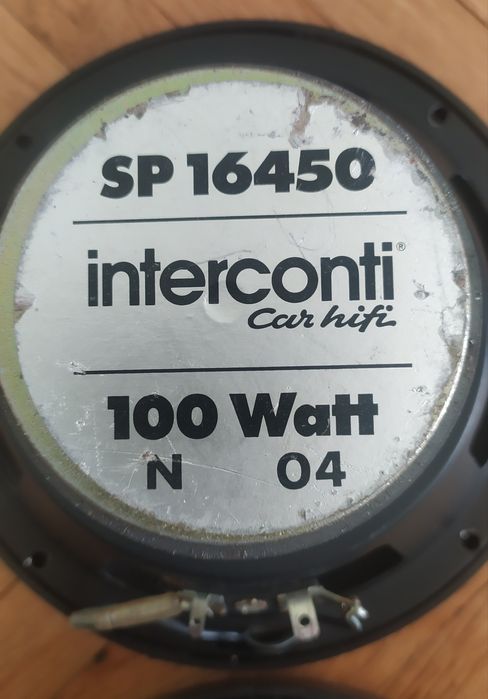 SP 16450
interconti®
Car hifi
100 Watt
N 04